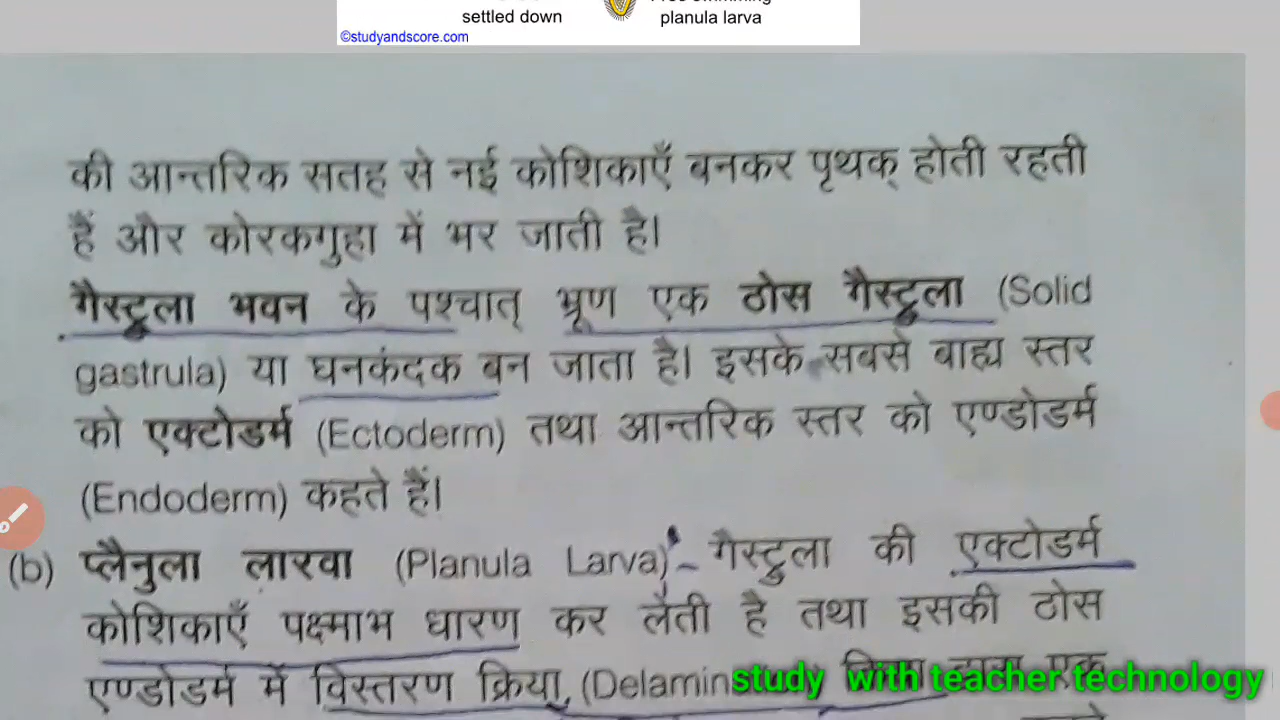 settled down
planula larva
©studyandscore.com
की आन्तरिक सतह से नई कोशिकाएँ बनकर पृथक् होती रहती
हैं और कोरकगुहा में भर जाती है।
गैस्ट्रुला भवन के पश्चात् भ्रूण एक ठोस गैस्ट्रुला (Solid
gastrula) या घनकंदक बन जाता है। इसके सबसे बाह्य स्तर
को एक्टोडर्म (Ectoderm) तथा आन्तरिक स्तर को एण्डोडर्म
(Endoderm) कहते हैं।
(b) प्लैनुला लारवा (Planula Larva) – गैस्ट्रुला की एक्टोडर्म
कोशिकाएँ पक्ष्माभ धारण कर लेती है तथा इसकी ठोस
एण्डोडर्म में विस्तरण क्रिया (Delamin
study with teacher technology